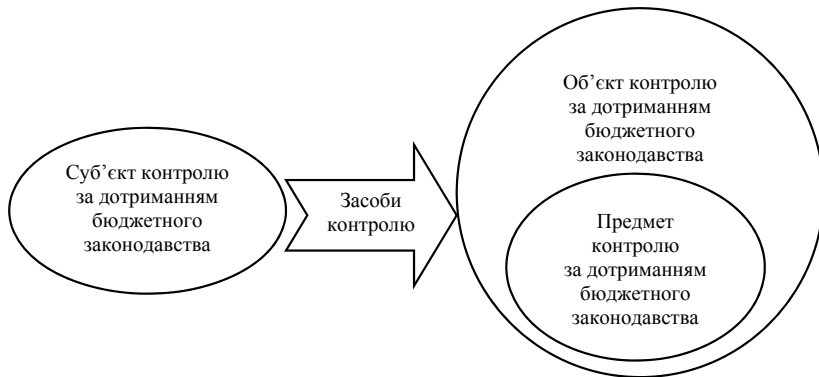 Суб’єкт контролю
за дотриманням
бюджетного
законодавства
Засоби
контролю
Об’єкт контролю
за дотриманням
бюджетного
законодавства
Предмет
контролю
за дотриманням
бюджетного
законодавства